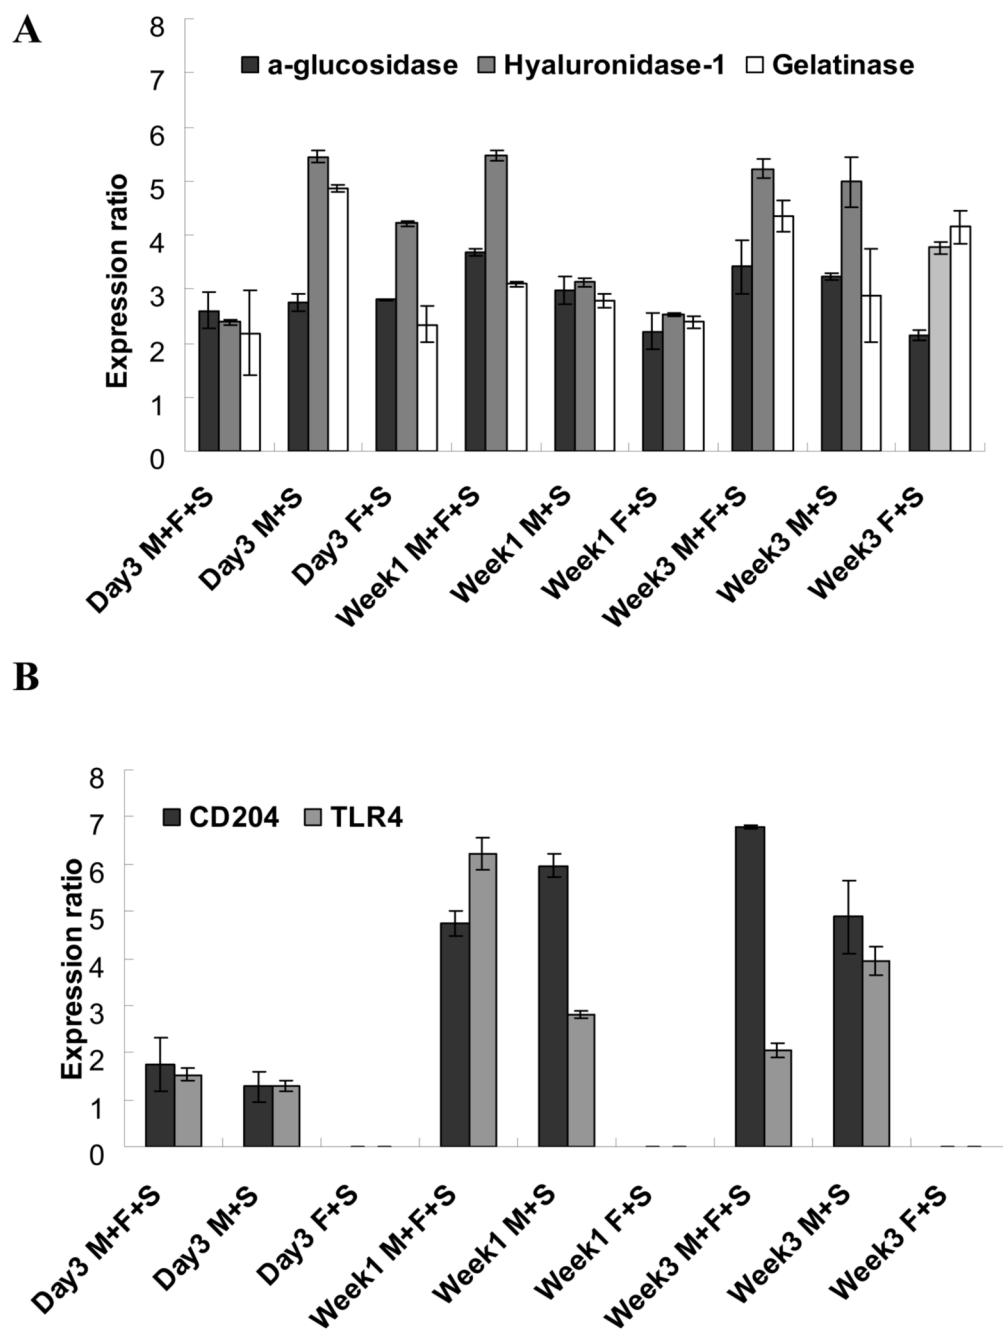 A
8
7
6
5
4
3
2
1
0
Expression ratio
a-glucosidase Hyaluronidase-1 Gelatinase
Day3 M+F+S
Day3 M+S
Day3 F+S
Week1 M+F+S
Week1 M+S
Week1 F+S
Week3 M+F+S
Week3 M+S
Week3 F+S
B
8
7
6
5
4
3
2
1
0
Expression ratio
CD204 TLR4
Day3 M+F+S
Day3 M+S
Day3 F+S
Week1 M+F+S
Week1 M+S
Week1 F+S
Week3 M+F+S
Week3 M+S
Week3 F+S